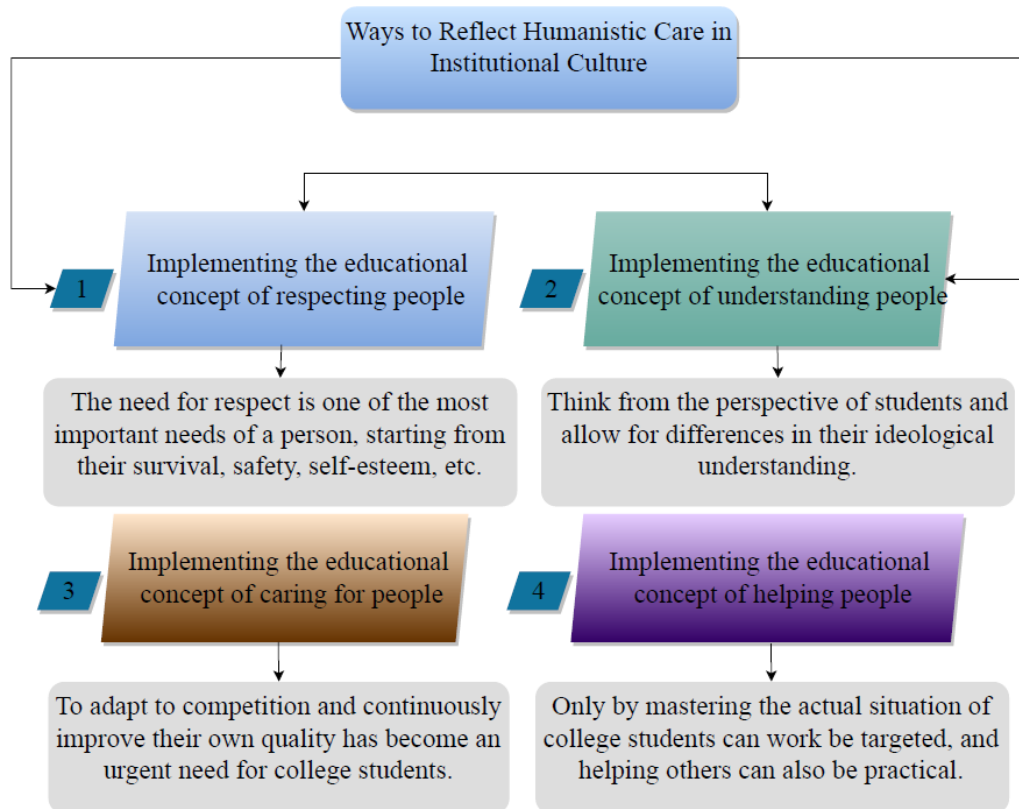 Ways to Reflect Humanistic Care in
Institutional Culture
1
Implementing the educational
concept of respecting people
2
Implementing the educational
concept of understanding people
The need for respect is one of the most
important needs of a person, starting from
their survival, safety, self-esteem, etc.
Think from the perspective of students and
allow for differences in their ideological
understanding.
3
Implementing the educational
concept of caring for people
4
Implementing the educational
concept of helping people
To adapt to competition and continuously
improve their own quality has become an
urgent need for college students.
Only by mastering the actual situation of
college students can work be targeted, and
helping others can also be practical.